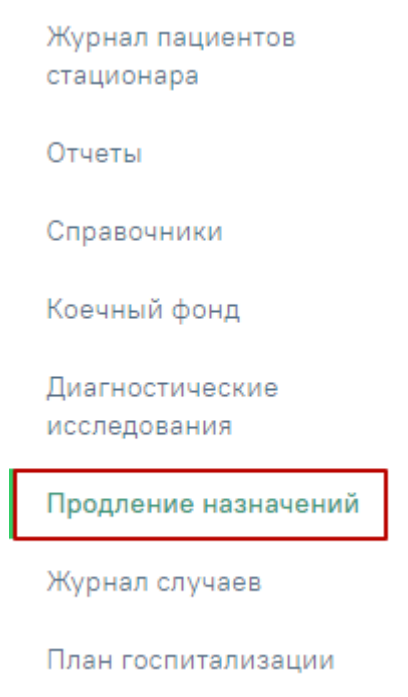 Журнал пациентов
стационара
Отчеты
Справочники
Коечный фонд
Диагностические
исследования
Продление назначений
Журнал случаев
План госпитализации